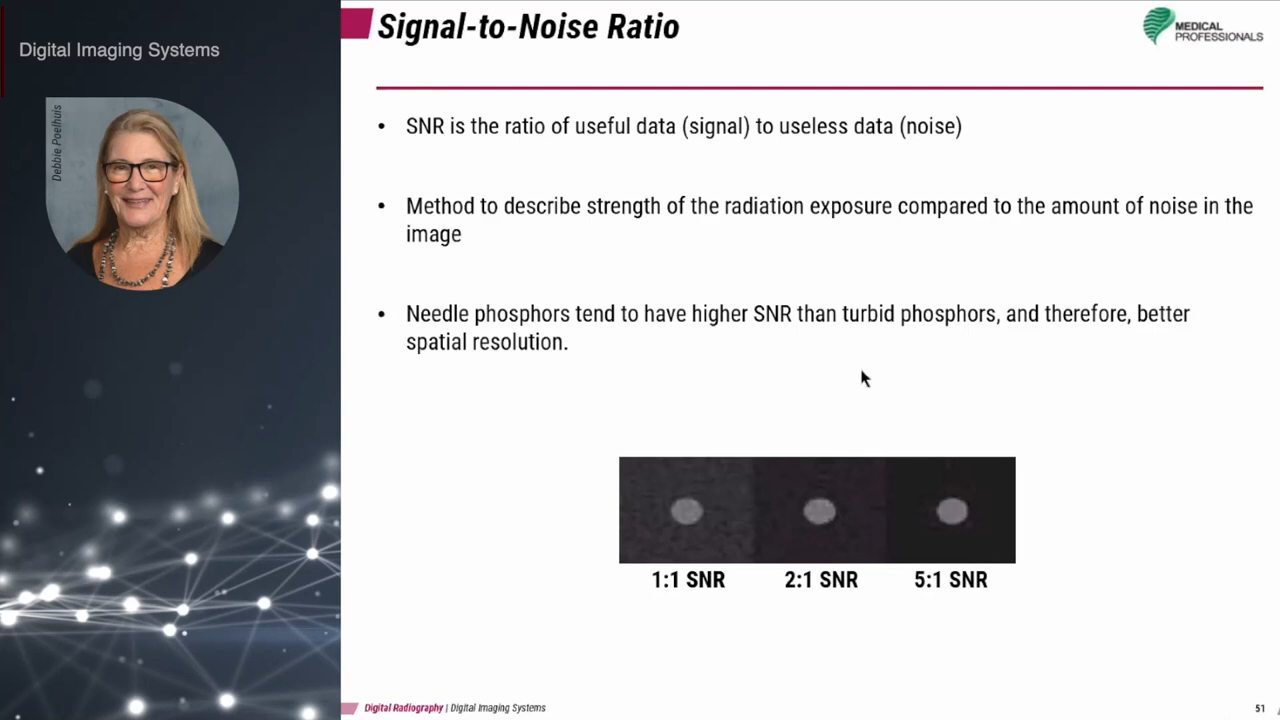 Digital Imaging Systems
Debbie Poelhuis
Signal-to-Noise Ratio
MEDICAL
PROFESSIONALS
• SNR is the ratio of useful data (signal) to useless data (noise)
• Method to describe strength of the radiation exposure compared to the amount of noise in the
image
• Needle phosphors tend to have higher SNR than turbid phosphors, and therefore, better
spatial resolution.
1:1 SNR 2:1 SNR 5:1 SNR
Digital Radiography | Digital Imaging Systems
51